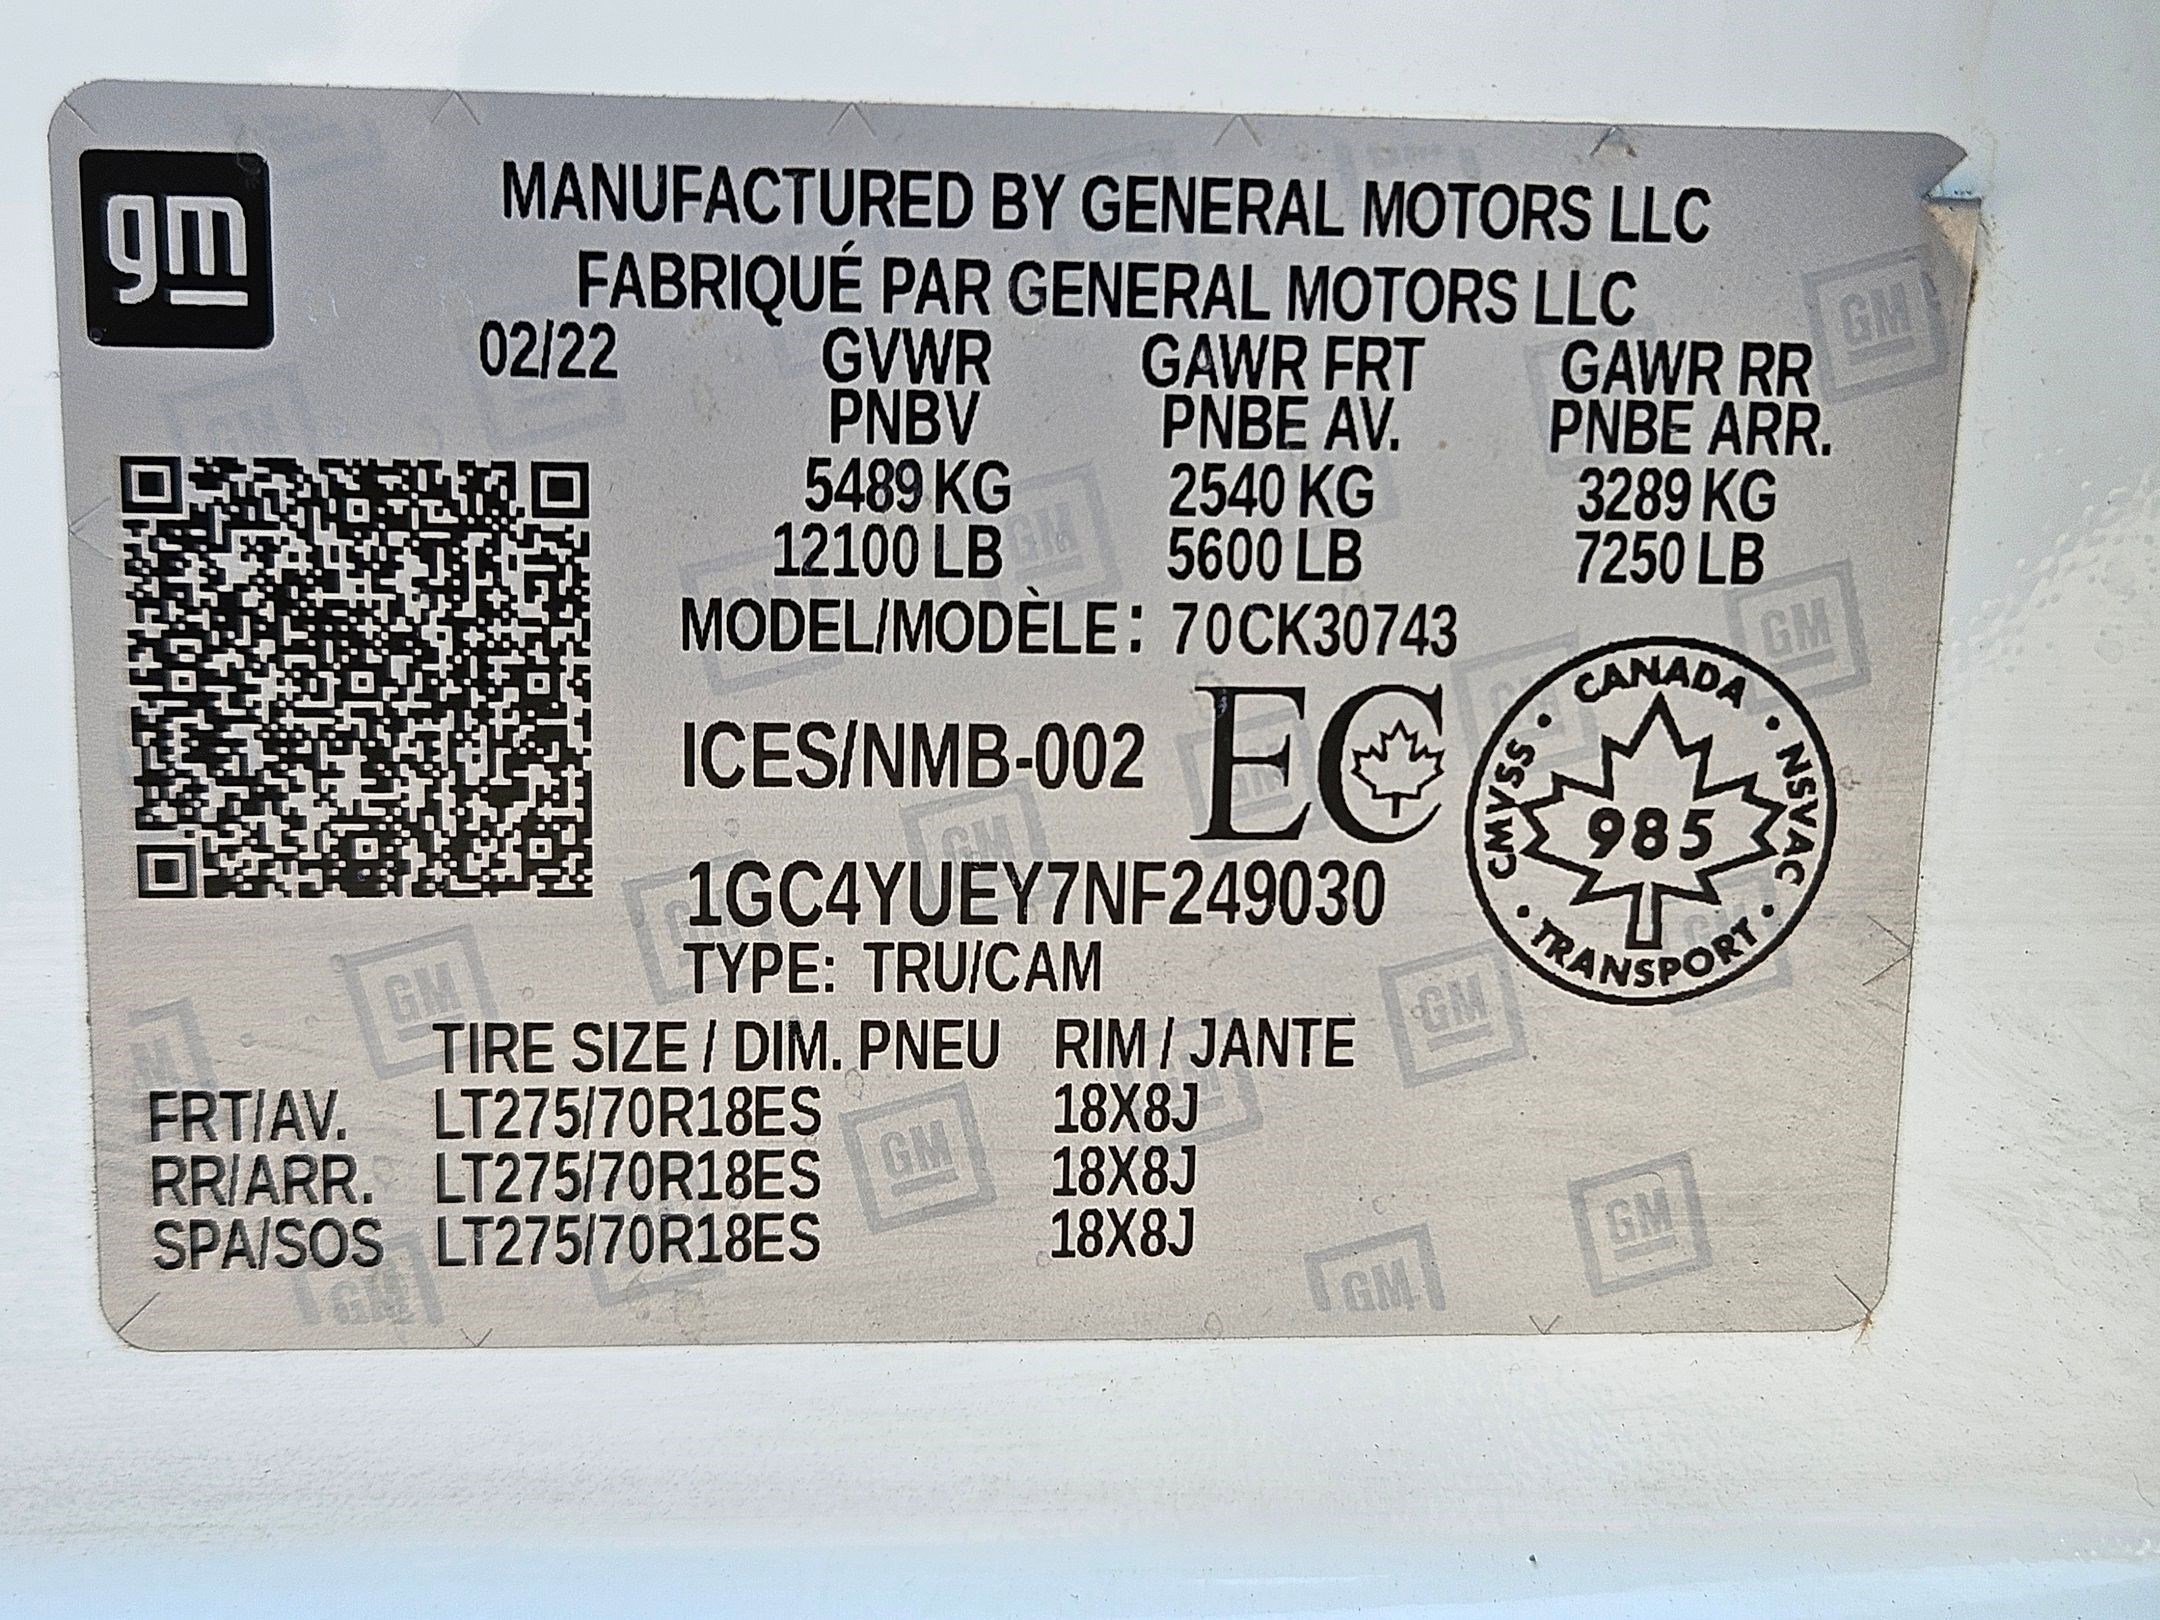 gm
MANUFACTURED BY GENERAL MOTORS LLC
FABRIQUÉ PAR GENERAL MOTORS LLC
02/22 GVWR GAWR FRT GAWR RR
PNBV PNBE AV. PNBE ARR.
5489 KG 2540 KG 3289 KG
12100 LB 5600 LB 7250 LB
MODEL/MODÈLE: 70CK30743
ICES/NMB-002 EC
CANADA • NSVAC • TRANSPORT • CMVSS •
985
1GC4YUEY7NF249030
TYPE: TRU/CAM
TIRE SIZE / DIM. PNEU RIM / JANTE
FRT/AV. LT275/70R18ES 18X8J
RR/ARR. LT275/70R18ES 18X8J
SPA/SOS LT275/70R18ES 18X8J